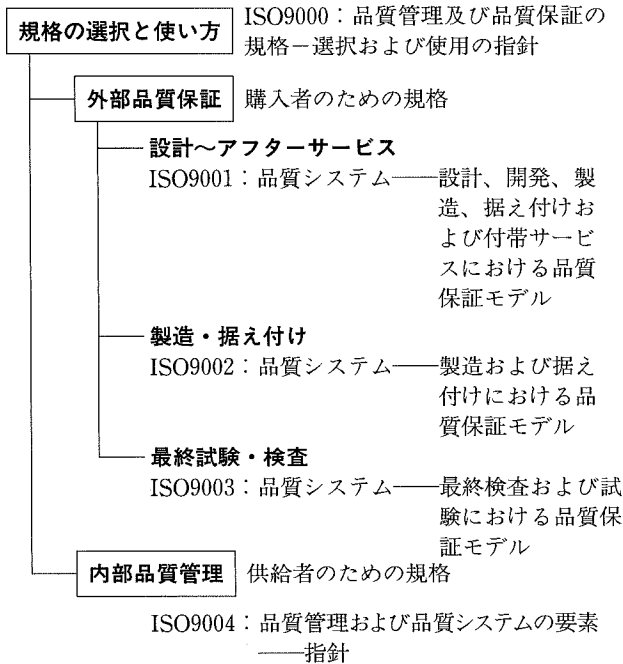 規格の選択と使い方
ISO9000：品質管理及び品質保証の
規格－選択および使用の指針
外部品質保証
購入者のための規格
設計～アフターサービス
ISO9001：品質システム――設計、開発、製
造、据え付けお
よび付帯サービ
スにおける品質
保証モデル
製造・据え付け
ISO9002：品質システム――製造および据え
付けにおける品
質保証モデル
最終試験・検査
ISO9003：品質システム――最終検査および試
験における品質保
証モデル
内部品質管理
供給者のための規格
ISO9004：品質管理および品質システムの要素
――指針